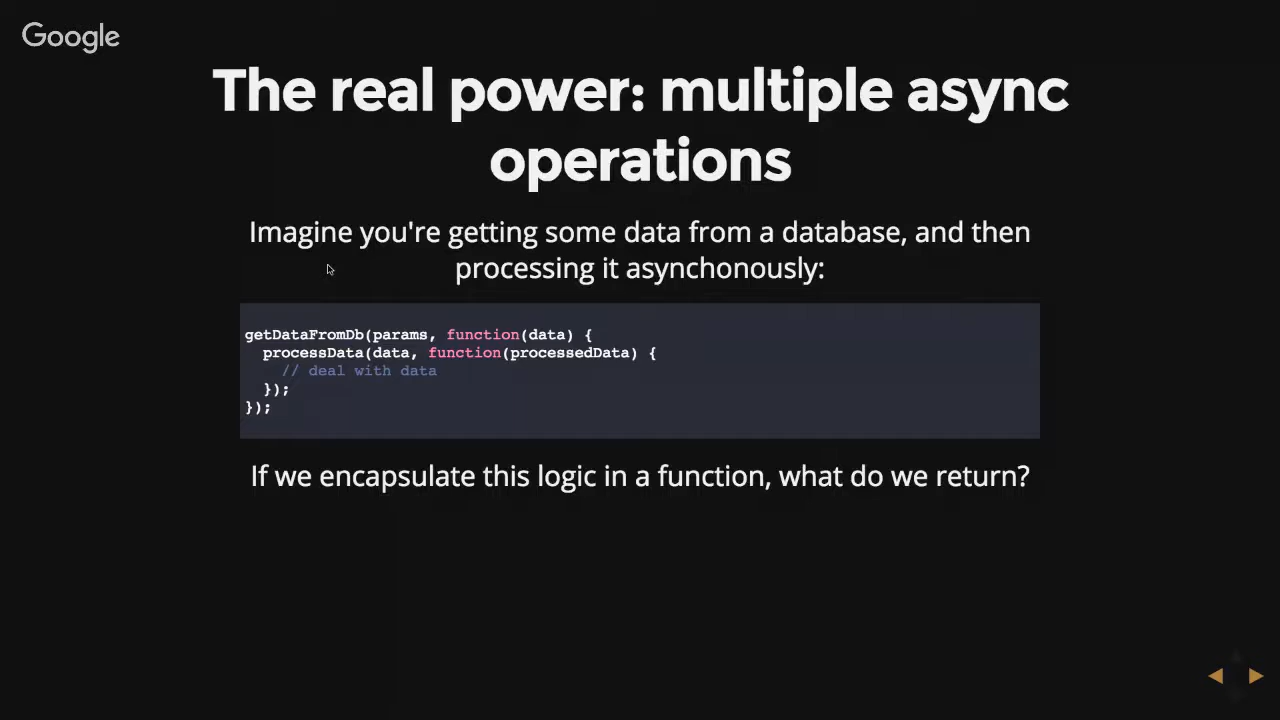 Google
The real power: multiple async
operations
Imagine you're getting some data from a database, and then
processing it asynchonously:
getDataFromDb(params, function(data) {
  processData(data, function(processedData) {
    // deal with data
  });
});
If we encapsulate this logic in a function, what do we return?